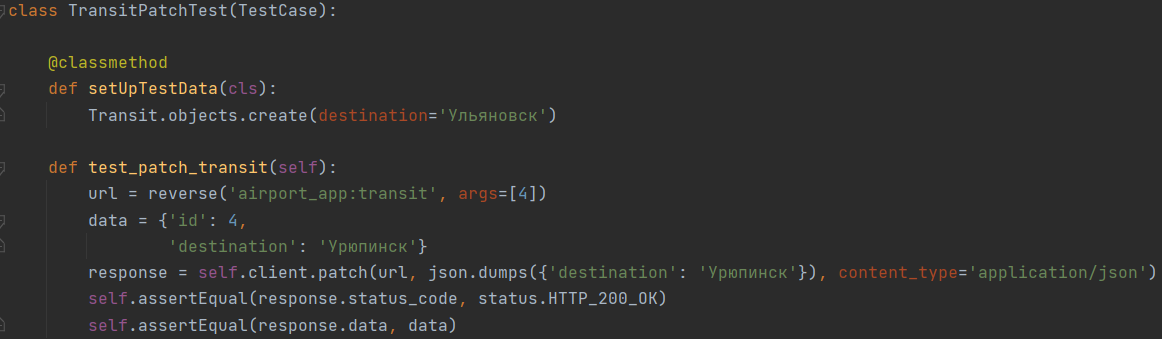 class TransitPatchTest(TestCase):
@classmethod
def setUpTestData(cls):
Transit.objects.create(destination='Ульяновск')
def test_patch_transit(self):
url = reverse('airport_app:transit', args=[4])
data = {'id': 4,
'destination': 'Урюпинск'}
response = self.client.patch(url, json.dumps({'destination': 'Урюпинск'}), content_type='application/json')
self.assertEqual(response.status_code, status.HTTP_200_OK)
self.assertEqual(response.data, data)